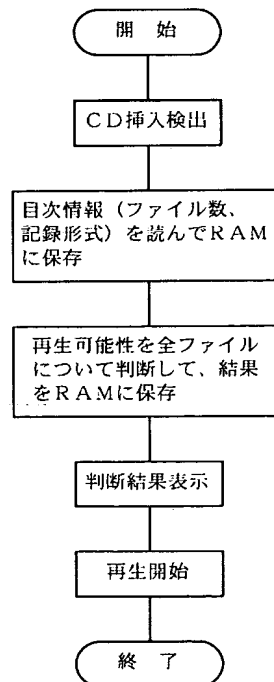 開 始
CD挿入検出
目次情報（ファイル数、
記録形式）を読んでRAM
に保存
再生可能性を全ファイル
について判断して、結果
をRAMに保存
判断結果表示
再生開始
終 了